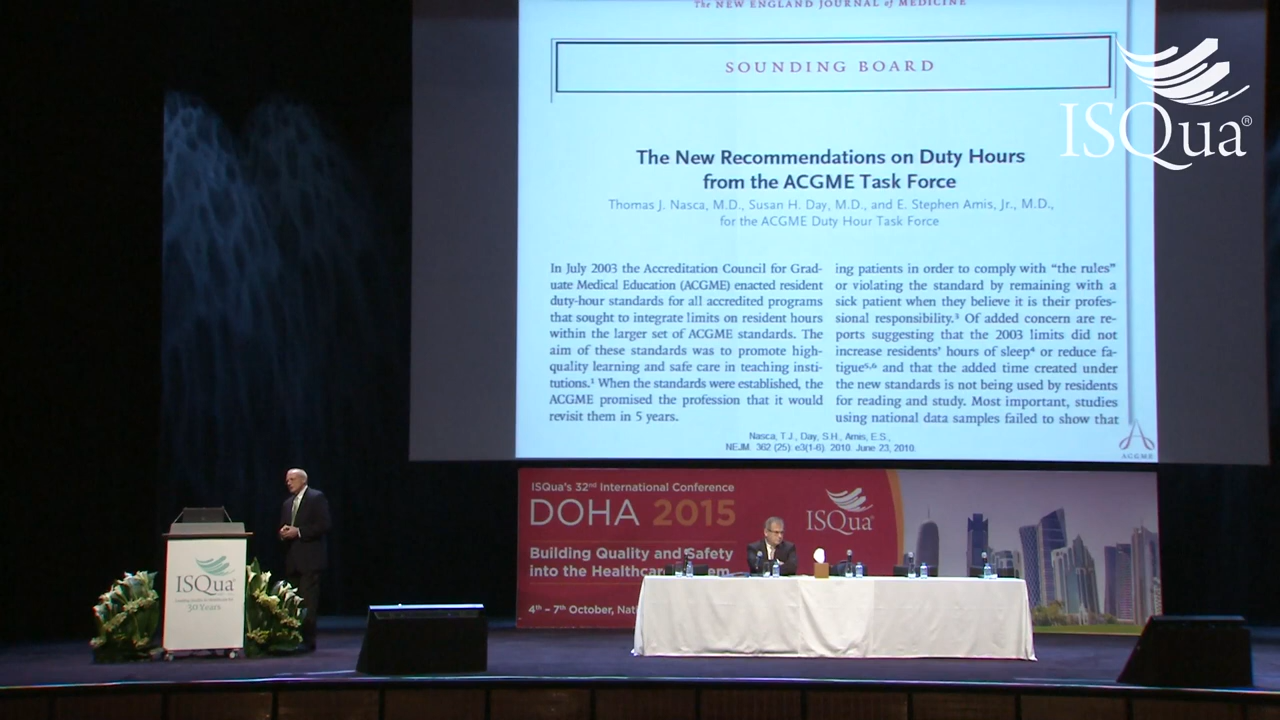 The NEW ENGLAND JOURNAL of MEDICINE
SOUNDING BOARD
ISQua®
The New Recommendations on Duty Hours
from the ACGME Task Force
Thomas J. Nasca, M.D., Susan H. Day, M.D., and E. Stephen Amis, Jr., M.D.,
for the ACGME Duty Hour Task Force
In July 2003 the Accreditation Council for Grad-
uate Medical Education (ACGME) enacted resident
duty-hour standards for all accredited programs
that sought to integrate limits on resident hours
within the larger set of ACGME standards. The
aim of these standards was to promote high-
quality learning and safe care in teaching insti-
tutions.1 When the standards were established, the
ACGME promised the profession that it would
revisit them in 5 years.
ing patients in order to comply with “the rules”
or violating the standard by remaining with a
sick patient when they believe it is their profes-
sional responsibility.3 Of added concern are re-
ports suggesting that the 2003 limits did not
increase residents’ hours of sleep4 or reduce fa-
tigue5,6 and that the added time created under
the new standards is not being used by residents
for reading and study. Most important, studies
using national data samples failed to show that
Nasca, T.J., Day, S.H., Amis, E.S.,
NEJM. 362 (25): e3(1-6). 2010. June 23, 2010.
ACGME
ISQua's 32nd International Conference
DOHA 2015
ISQua®
Building Quality and Safety
into the Healthcare
4th – 7th October,
ISQua
30 Years